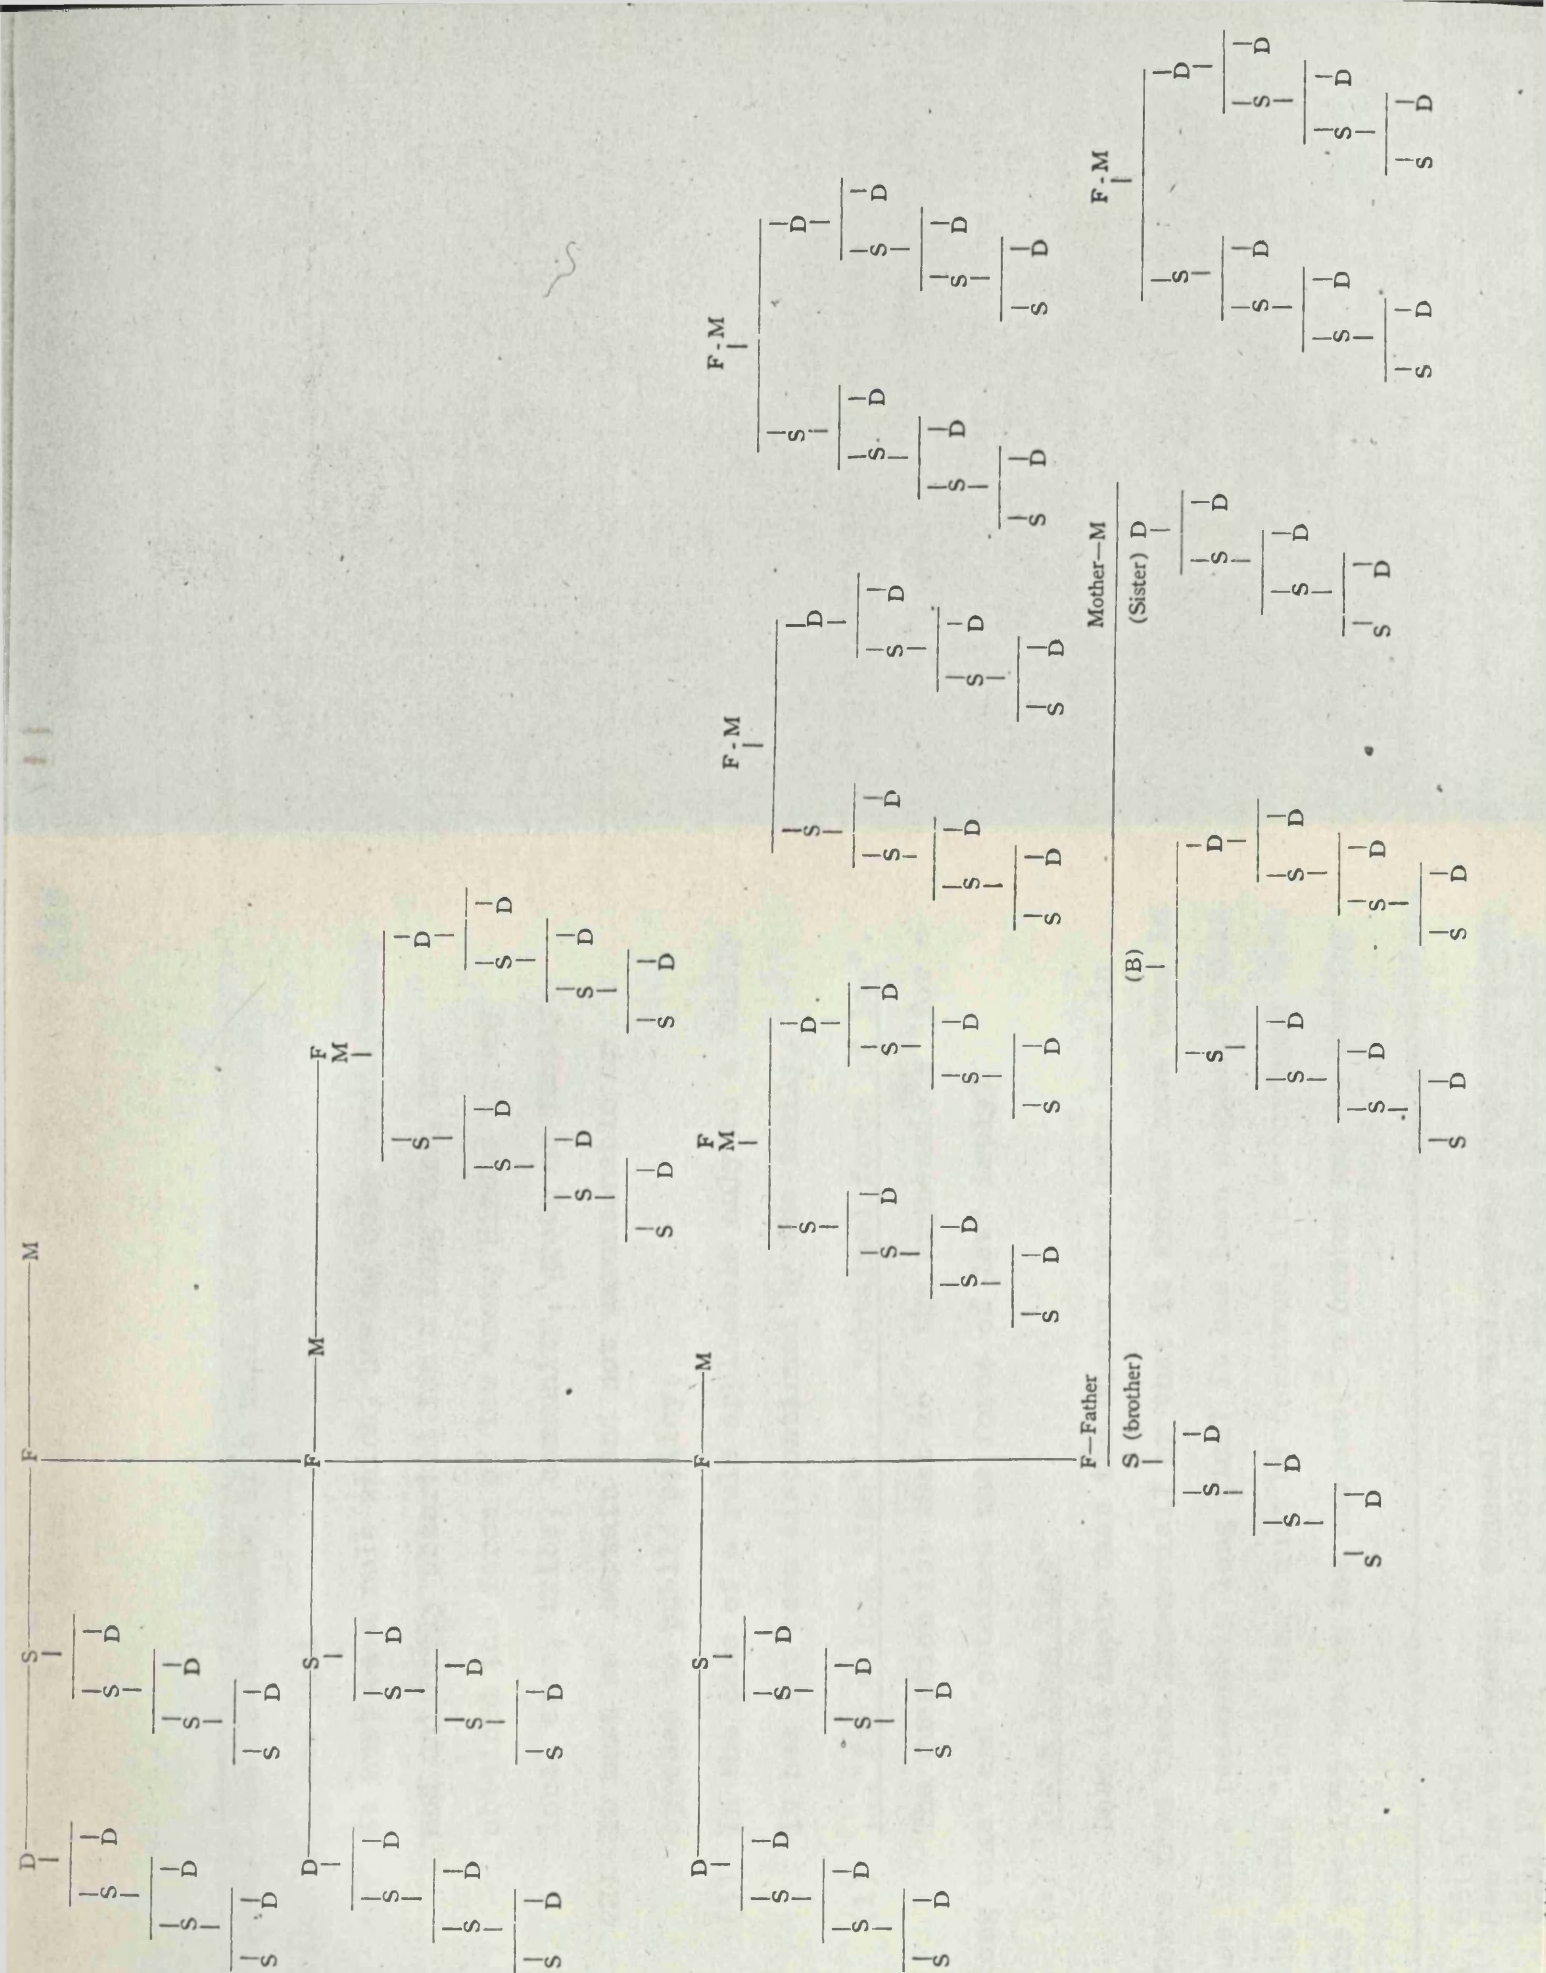 D—S—F—M
S D S D
S D S D
S D S D
D—S—F—M—F
M
S D S D
S D
S D S D
S D S D
S D S D
S D S D
S D S D
D—S—F—M F F - M F - M
M
S D S D
S D S D S D
S D S D
S D S D S D S D S D S D
S D S D
S D S D S D S D S D S D
S D S D S D S D S D S D
F—Father Mother—M F - M
S (brother) (B) (Sister) D
S D
S D S D S D
S D S D
S D S D S D S D
S D S D
S D S D S D S D
S D S D
S D S D